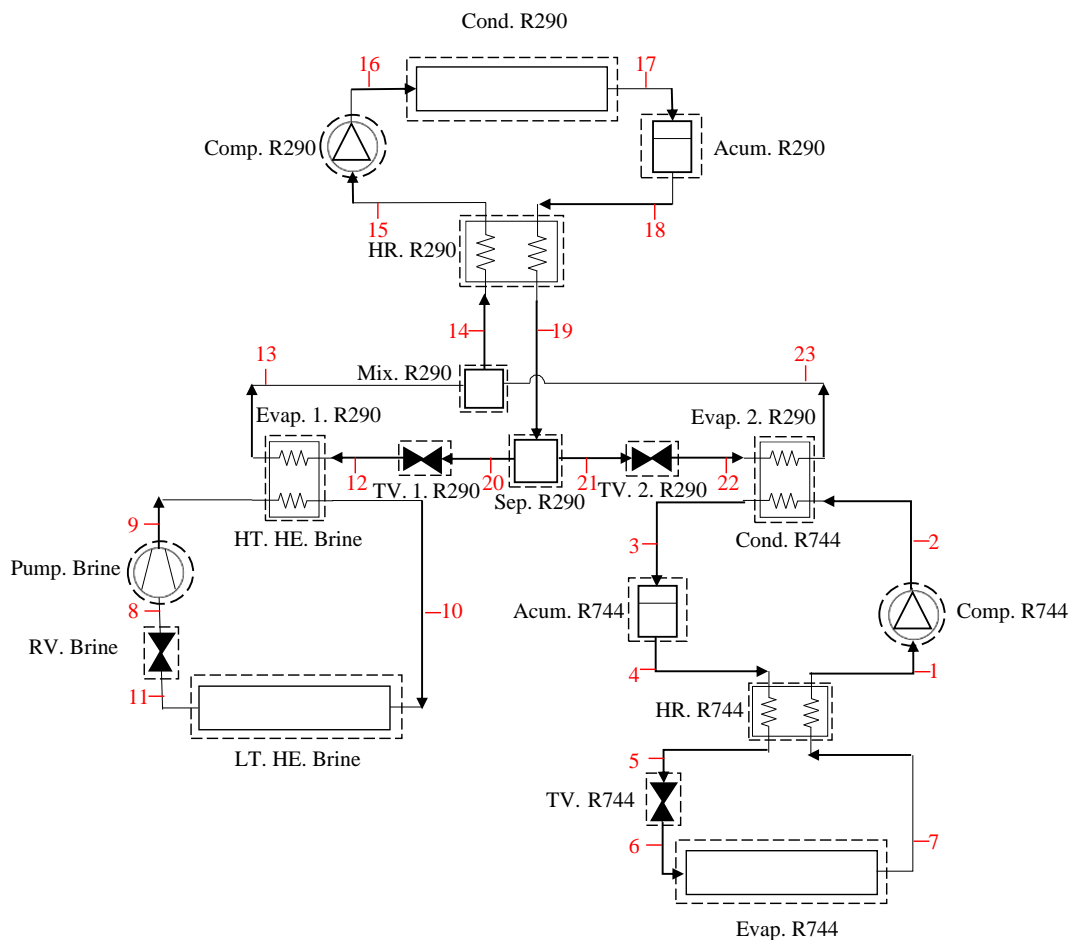 Cond. R290
16
17
Comp. R290
Acum. R290
15
18
HR. R290
14
19
13
23
Mix. R290
Evap. 1. R290
Evap. 2. R290
12
20
21
22
TV. 1. R290
TV. 2. R290
Sep. R290
9
HT. HE. Brine
3
Cond. R744
2
Pump. Brine
8
10
Acum. R744
Comp. R744
RV. Brine
4
1
11
HR. R744
LT. HE. Brine
5
TV. R744
6
7
Evap. R744